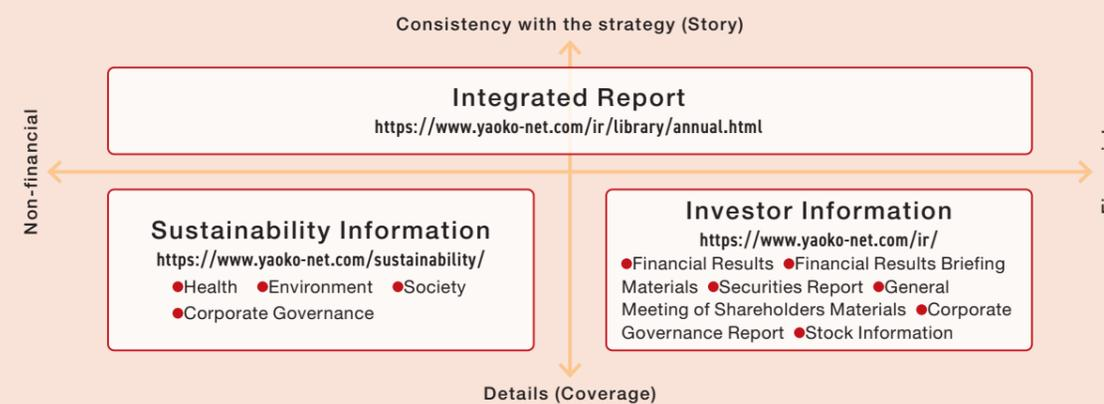 Consistency with the strategy (Story)
Integrated Report
https://www.yaoko-net.com/ir/library/annual.html
Non-financial
Sustainability Information
https://www.yaoko-net.com/sustainability/
●Health ●Environment ●Society
●Corporate Governance
Investor Information
https://www.yaoko-net.com/ir/
●Financial Results ●Financial Results Briefing
Materials ●Securities Report ●General
Meeting of Shareholders Materials ●Corporate
Governance Report ●Stock Information
Details (Coverage)